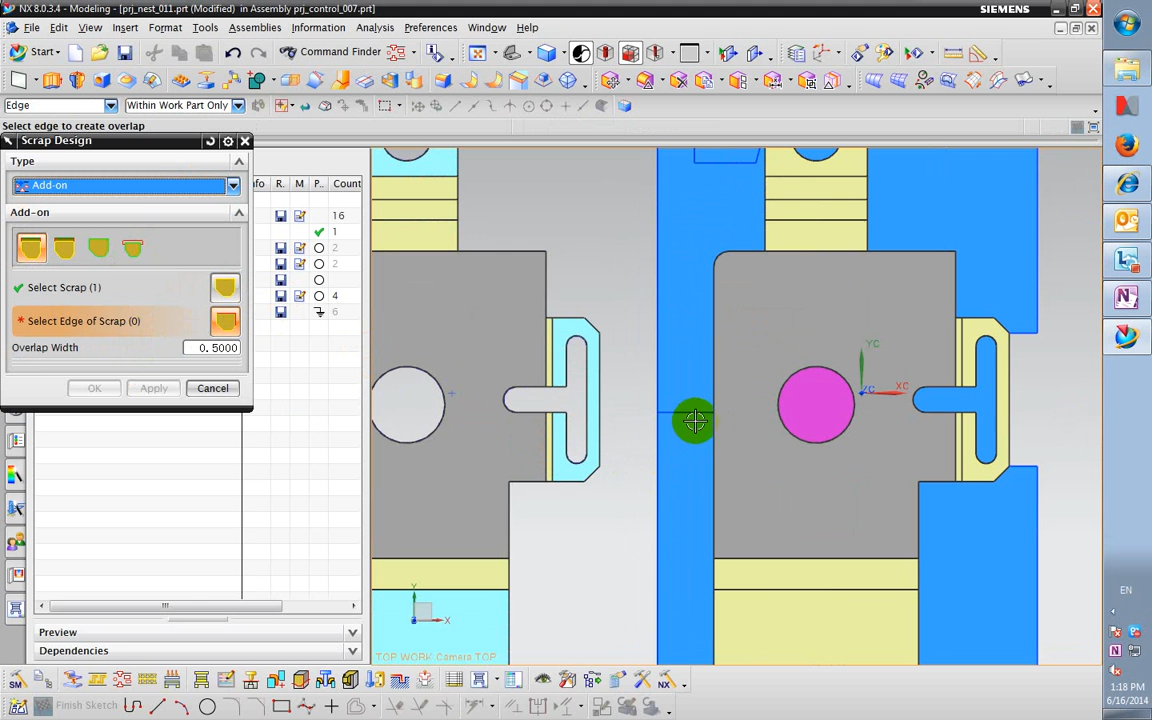 NX 8.0.3.4 - Modeling - [prj_nest_011.prt (Modified) in Assembly prj_control_007.prt]
SIEMENS
File Edit View Insert Format Tools Assemblies Information Analysis Preferences Window Help
Start
Command Finder
Edge
Within Work Part Only
Select edge to create overlap
Scrap Design
Type
Add-on
Add-on
Select Scrap (1)
* Select Edge of Scrap (0)
Overlap Width
0.5000
OK
Apply
Cancel
nfo R. M P.. Count
16
1
2
2
4
6
Preview
Dependencies
YC
XC
ZC
Y
X
TOP WORK Camera TOP
Finish Sketch
SM
NX
EN
1:18 PM
6/16/2014